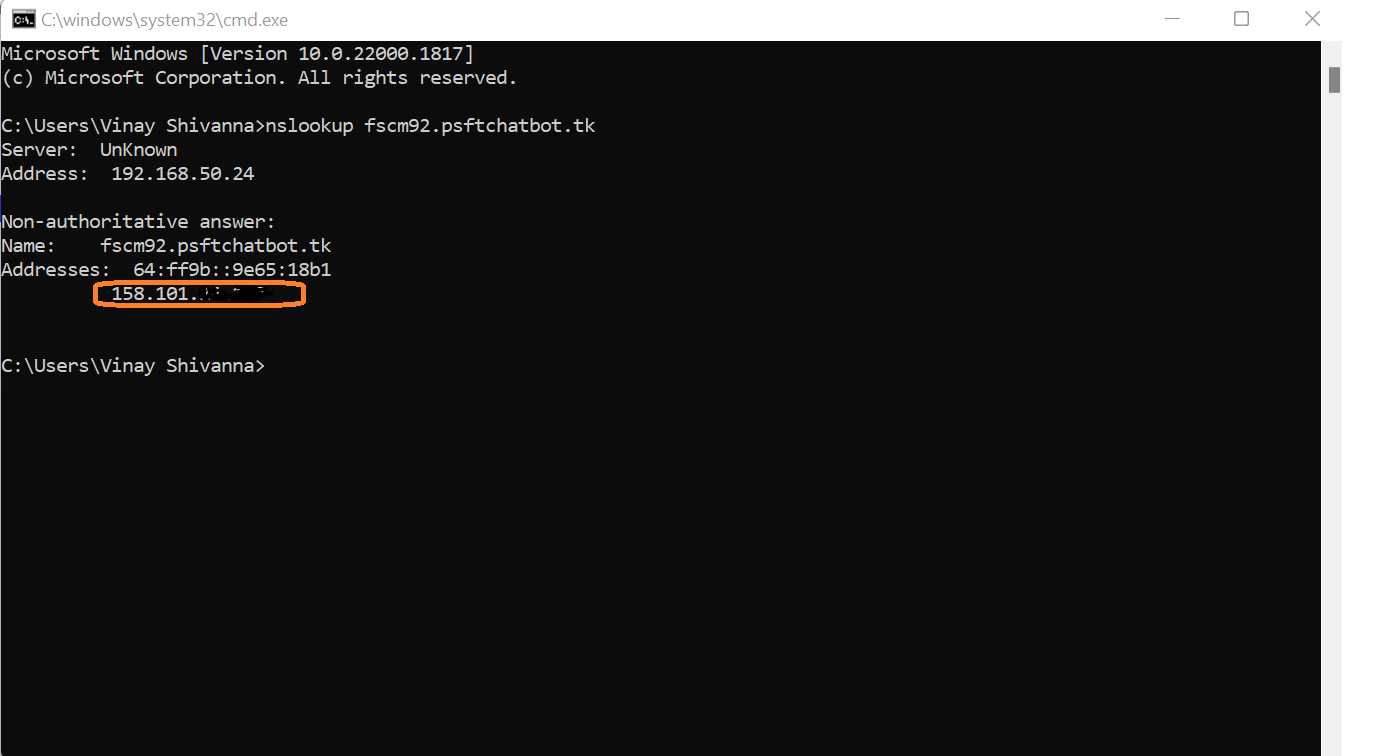 C:\windows\system32\cmd.exe
Microsoft Windows [Version 10.0.22000.1817]
(c) Microsoft Corporation. All rights reserved.
C:\Users\Vinay Shivanna>nslookup fscm92.psftchatbot.tk
Server:  UnKnown
Address:  192.168.50.24
Non-authoritative answer:
Name:    fscm92.psftchatbot.tk
Addresses:  64:ff9b::9e65:18b1
158.101.
C:\Users\Vinay Shivanna>